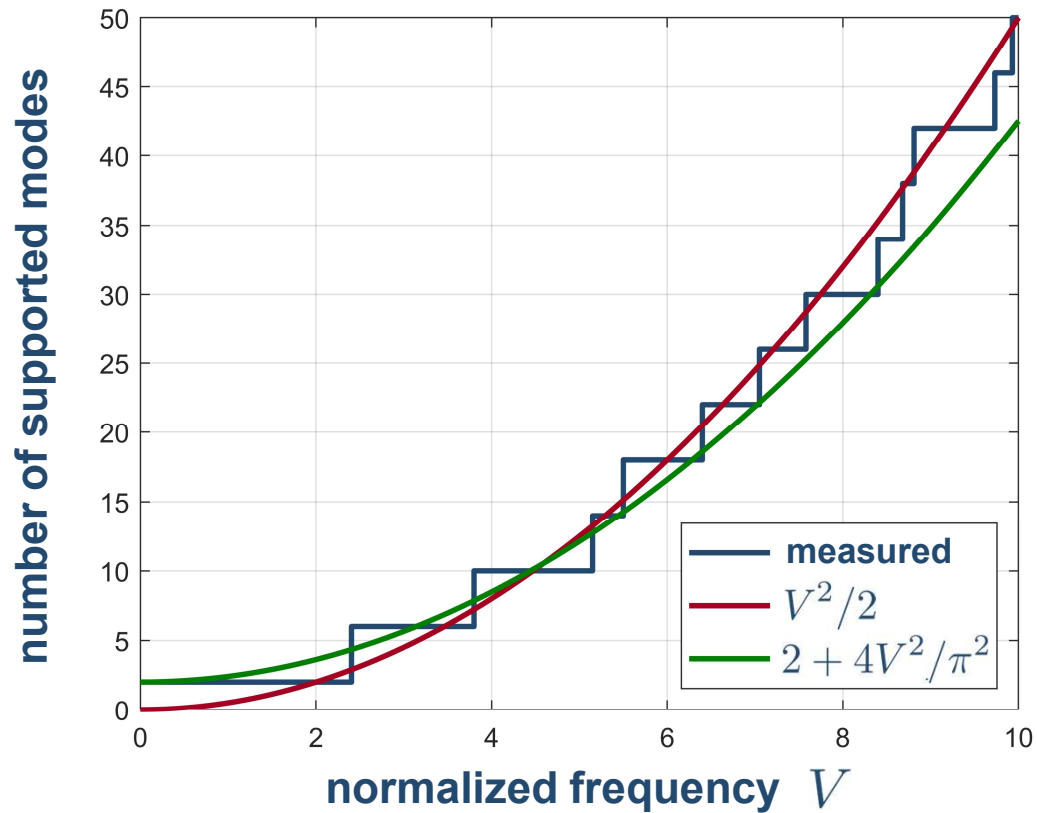 number of supported modes
50
45
40
35
30
25
20
15
10
5
0
measured
V²/2
2 + 4V²/π²
0 2 4 6 8 10
normalized frequency V